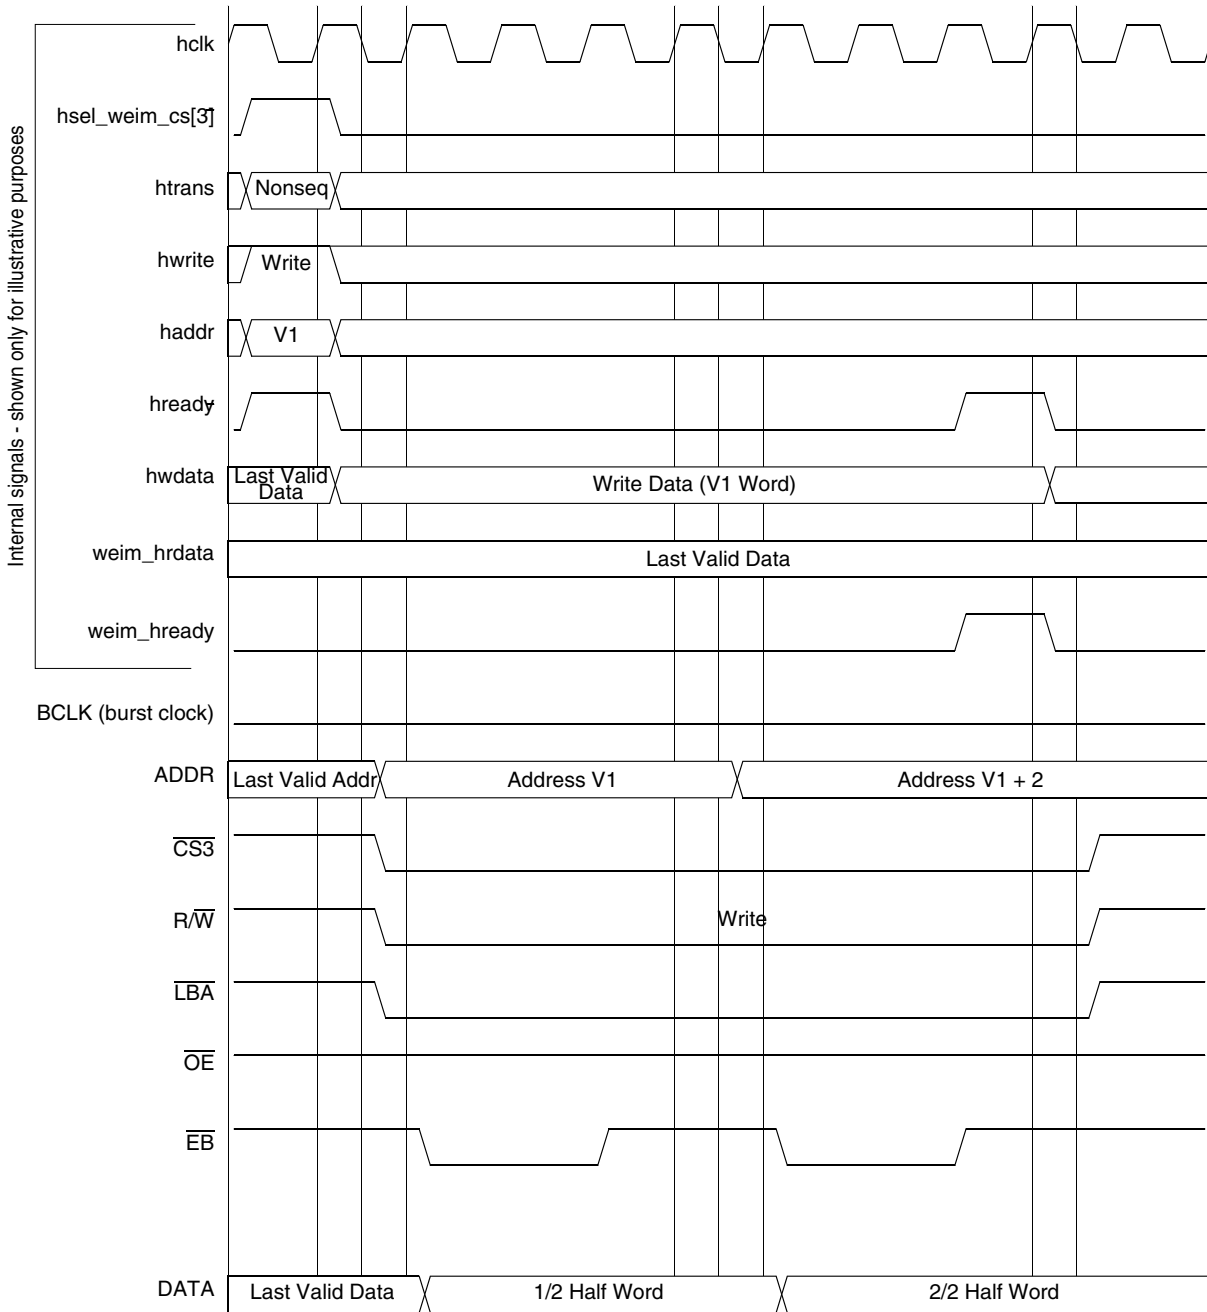 Internal signals - shown only for illustrative purposes
hclk
hsel_weim_cs[3]
htrans
Nonseq
hwrite
Write
haddr
V1
hready
hwdata
Last Valid
Data
Write Data (V1 Word)
weim_hrdata
Last Valid Data
weim_hready
BCLK (burst clock)
ADDR
Last Valid Addr
Address V1
Address V1 + 2
CS3
R/W
Write
LBA
OE
EB
DATA
Last Valid Data
1/2 Half Word
2/2 Half Word